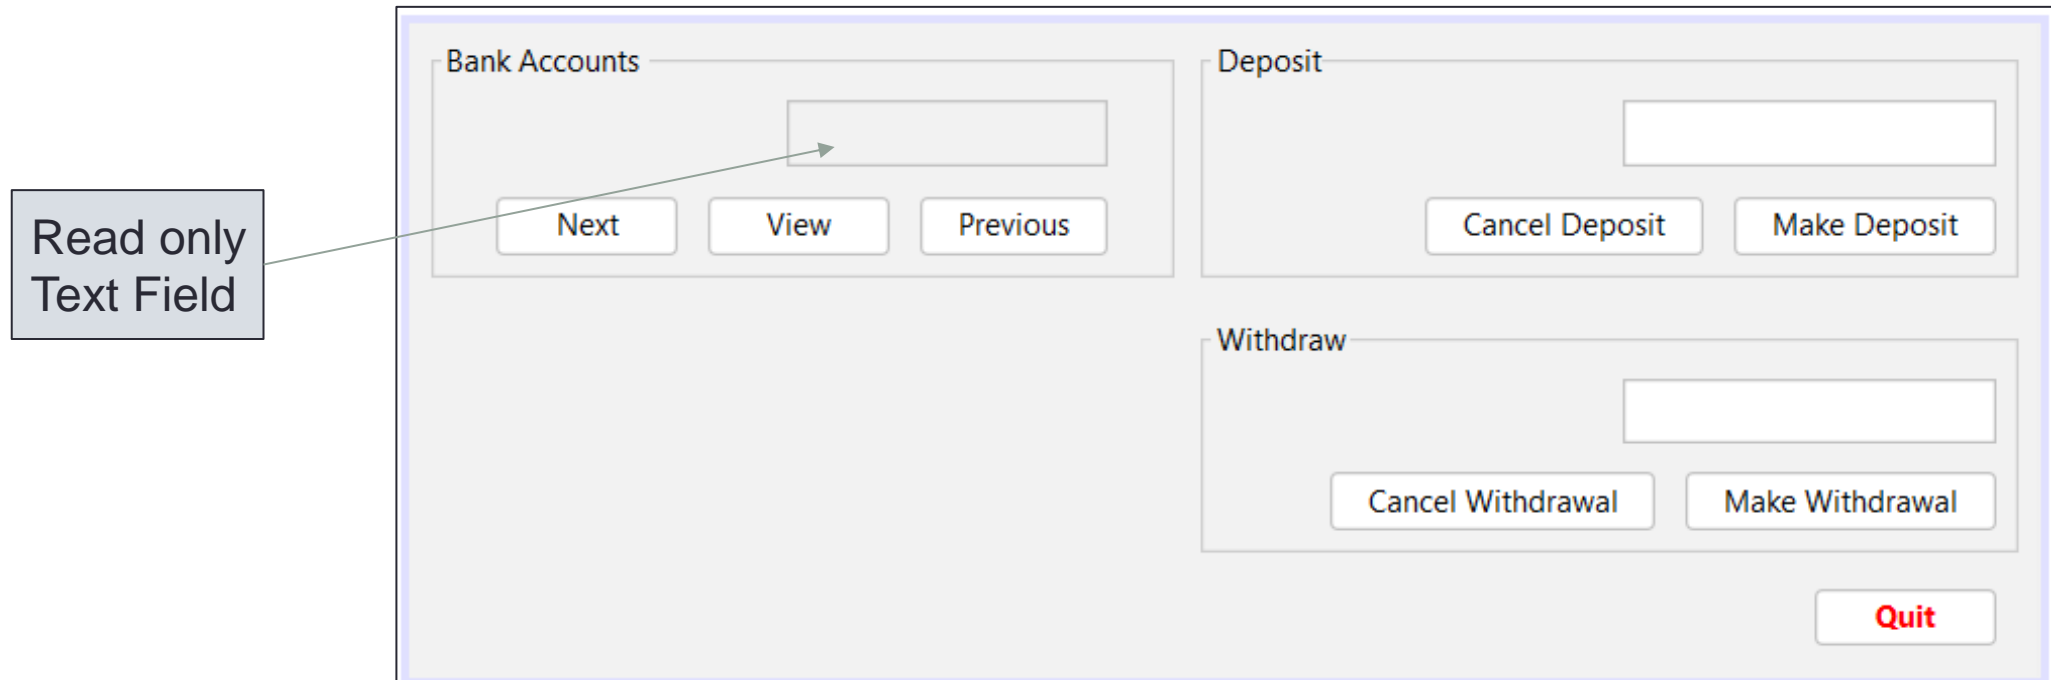 Read only
Text Field
Bank Accounts
Next
View
Previous
Deposit
Cancel Deposit
Make Deposit
Withdraw
Cancel Withdrawal
Make Withdrawal
Quit